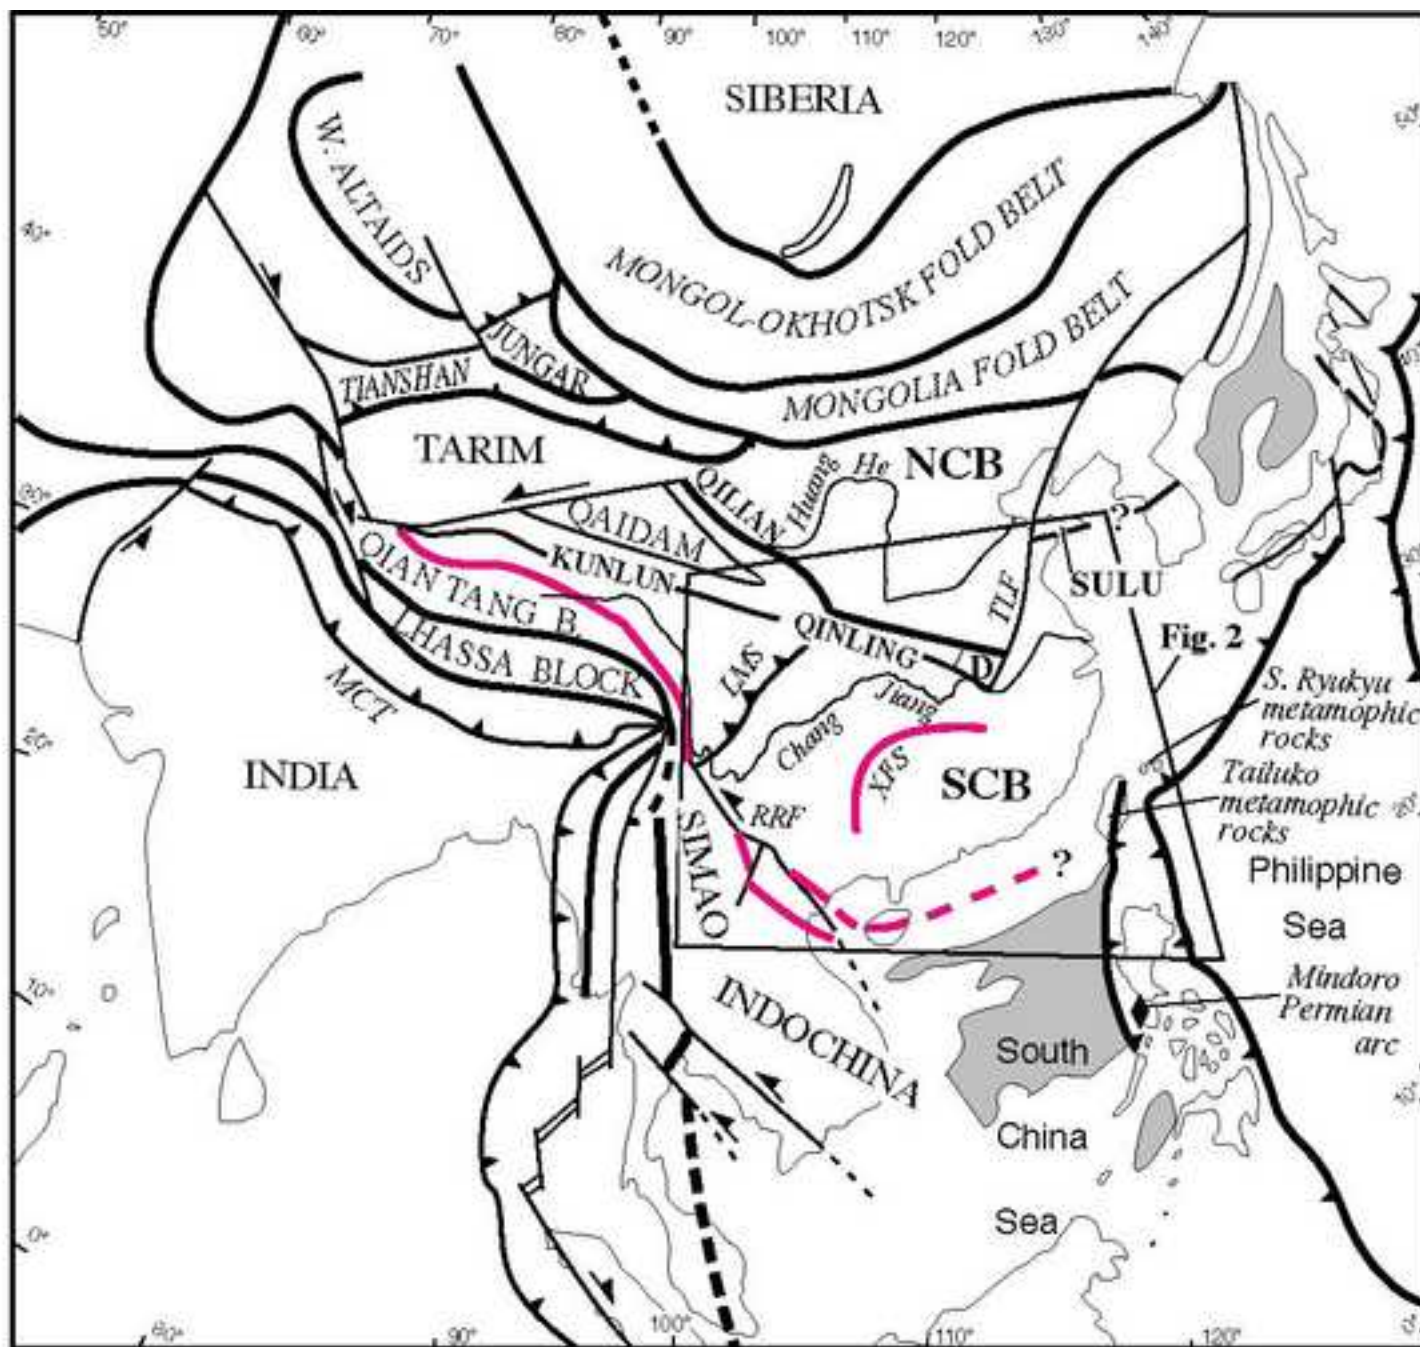 50°
60°
70°
80°
90°
100°
110°
120°
130°
140°
SIBERIA
W. ALTAIDS
40°
MONGOL-OKHOTSK FOLD BELT
MONGOLIA FOLD BELT
JUNGAR
TIANSHAN
TARIM
QILIAN
Huang
He
NCB
30°
QAIDAM
KUNLUN
?
SULU
TLF
QIAN TANG B.
LHASSA BLOCK
QINLING
D
Fig. 2
MCT
LMS
Jiang
Chang
S. Ryukyu
metamophic
rocks
20°
INDIA
XFS
SCB
Tailuko
metamophic
rocks
RRF
SIMAO
?
Philippine
Sea
10°
INDOCHINA
Mindoro
Permian
arc
South
China
Sea
0°
90°
100°
110°
120°